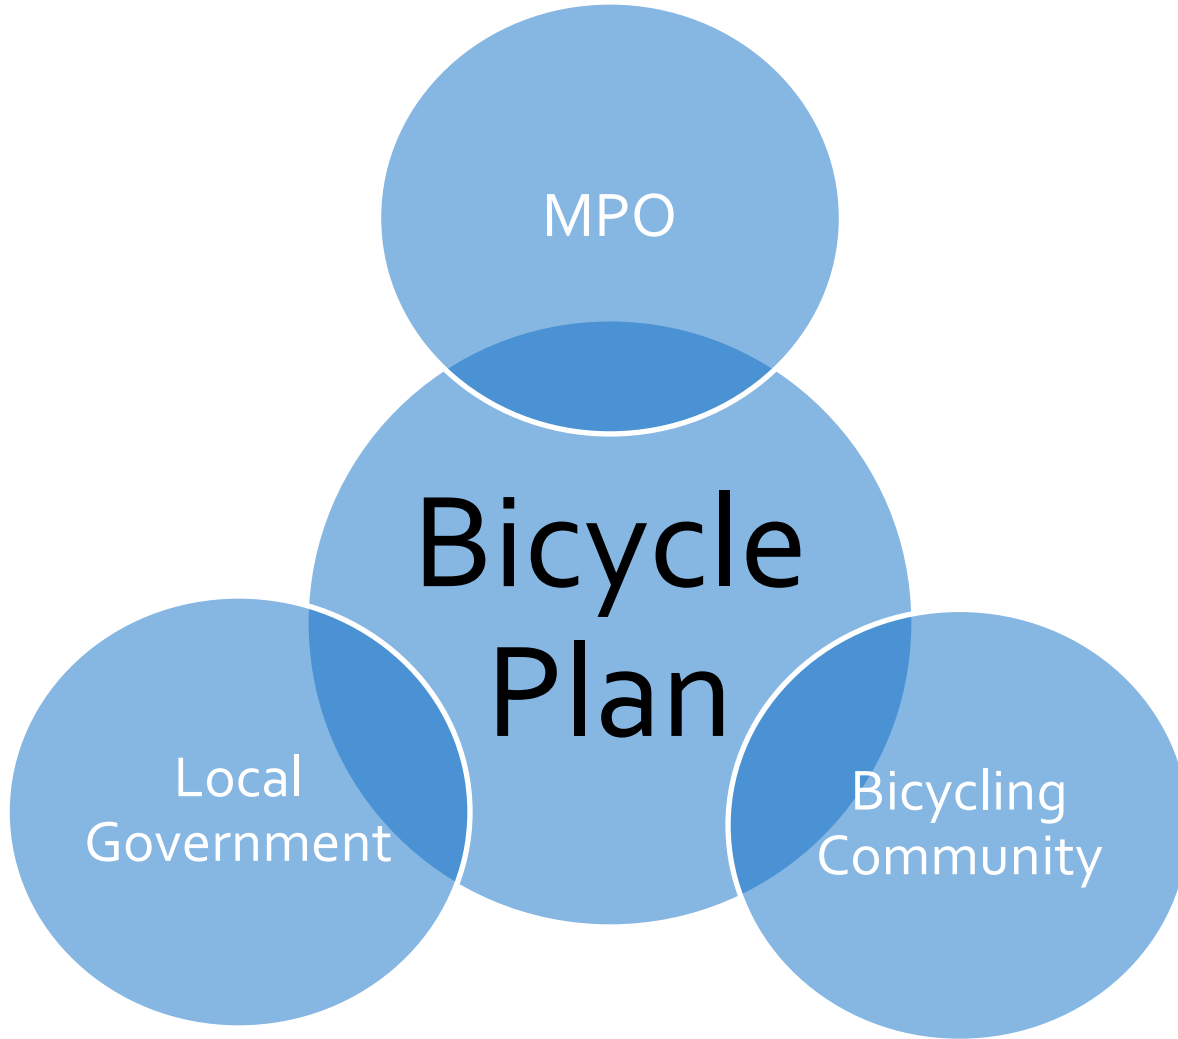 MPO
Bicycle
Plan
Local
Government
Bicycling
Community